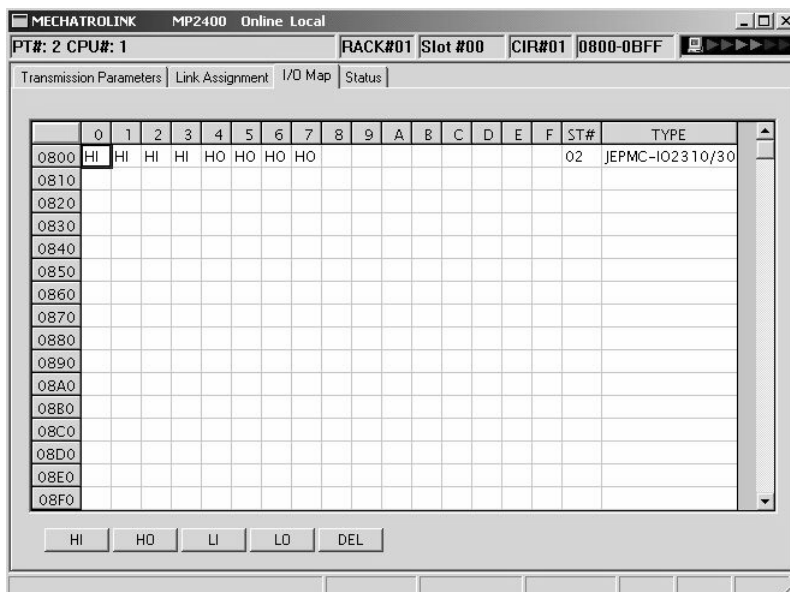 MECHATROLINK MP2400 Online Local
PT#: 2 CPU#: 1 RACK#01 Slot #00 CIR#01 0800-0BFF
Transmission Parameters Link Assignment I/O Map Status
0 1 2 3 4 5 6 7 8 9 A B C D E F ST# TYPE
0800 HI HI HI HI HO HO HO HO 02 JEPMC-IO2310/30
0810
0820
0830
0840
0850
0860
0870
0880
0890
08A0
08B0
08C0
08D0
08E0
08F0
HI HO LI LO DEL